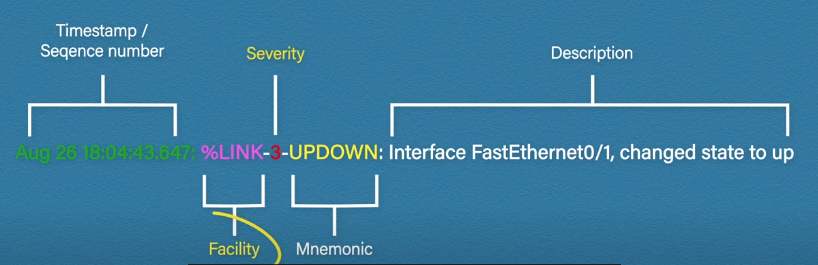 Timestamp /
Seqence number
Severity
Description
Aug 26 18:04:43.647: %LINK-3-UPDOWN: Interface FastEthernet0/1, changed state to up
Facility
Mnemonic